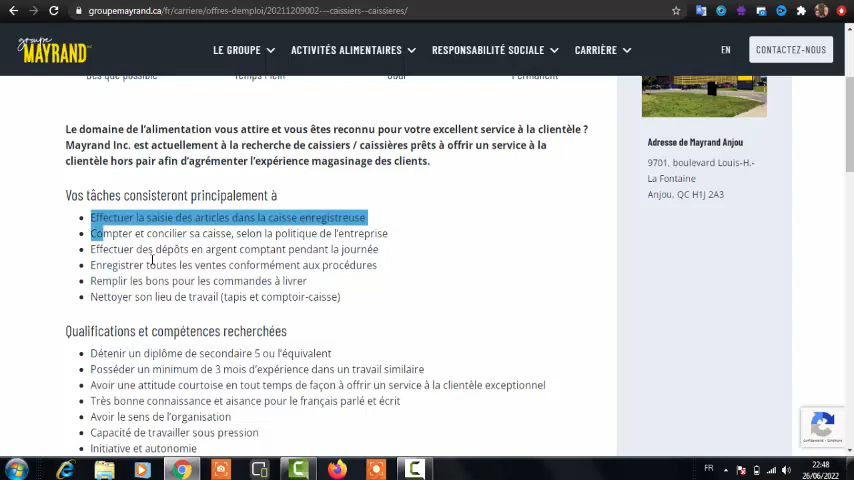 groupemayrand.ca/fr/carriere/offres-demploi/20211209002---caissiers--caissieres/
groupe
MAYRAND
LE GROUPE
ACTIVITÉS ALIMENTAIRES
RESPONSABILITÉ SOCIALE
CARRIÈRE
EN
CONTACTEZ-NOUS
Dès que possible
Temps Plein
Jour
Permanent
Le domaine de l'alimentation vous attire et vous êtes reconnu pour votre excellent service à la clientèle ?
Mayrand Inc. est actuellement à la recherche de caissiers / caissières prêts à offrir un service à la
clientèle hors pair afin d'agrémenter l'expérience magasinage des clients.
Vos tâches consisteront principalement à
Effectuer la saisie des articles dans la caisse enregistreuse
Compter et concilier sa caisse, selon la politique de l'entreprise
Effectuer des dépôts en argent comptant pendant la journée
Enregistrer toutes les ventes conformément aux procédures
Remplir les bons pour les commandes à livrer
Nettoyer son lieu de travail (tapis et comptoir-caisse)
Qualifications et compétences recherchées
Détenir un diplôme de secondaire 5 ou l'équivalent
Posséder un minimum de 3 mois d'expérience dans un travail similaire
Avoir une attitude courtoise en tout temps de façon à offrir un service à la clientèle exceptionnel
Très bonne connaissance et aisance pour le français parlé et écrit
Avoir le sens de l'organisation
Capacité de travailler sous pression
Initiative et autonomie
Adresse de Mayrand Anjou
9701, boulevard Louis-H.-
La Fontaine
Anjou, QC H1J 2A3
FR
22:48
26/06/2022